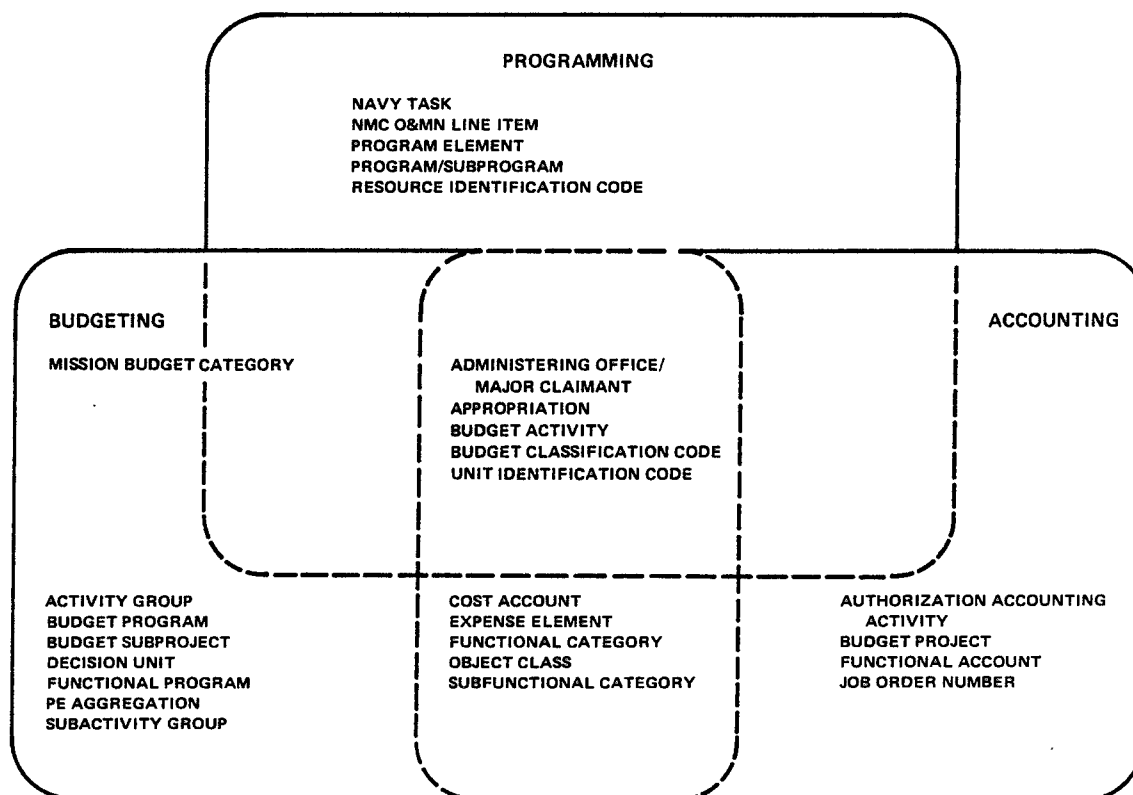 PROGRAMMING
NAVY TASK
NMC O&MN LINE ITEM
PROGRAM ELEMENT
PROGRAM/SUBPROGRAM
RESOURCE IDENTIFICATION CODE
BUDGETING
MISSION BUDGET CATEGORY
ADMINISTERING OFFICE/
MAJOR CLAIMANT
APPROPRIATION
BUDGET ACTIVITY
BUDGET CLASSIFICATION CODE
UNIT IDENTIFICATION CODE
ACCOUNTING
ACTIVITY GROUP
BUDGET PROGRAM
BUDGET SUBPROJECT
DECISION UNIT
FUNCTIONAL PROGRAM
PE AGGREGATION
SUBACTIVITY GROUP
COST ACCOUNT
EXPENSE ELEMENT
FUNCTIONAL CATEGORY
OBJECT CLASS
SUBFUNCTIONAL CATEGORY
AUTHORIZATION ACCOUNTING
ACTIVITY
BUDGET PROJECT
FUNCTIONAL ACCOUNT
JOB ORDER NUMBER